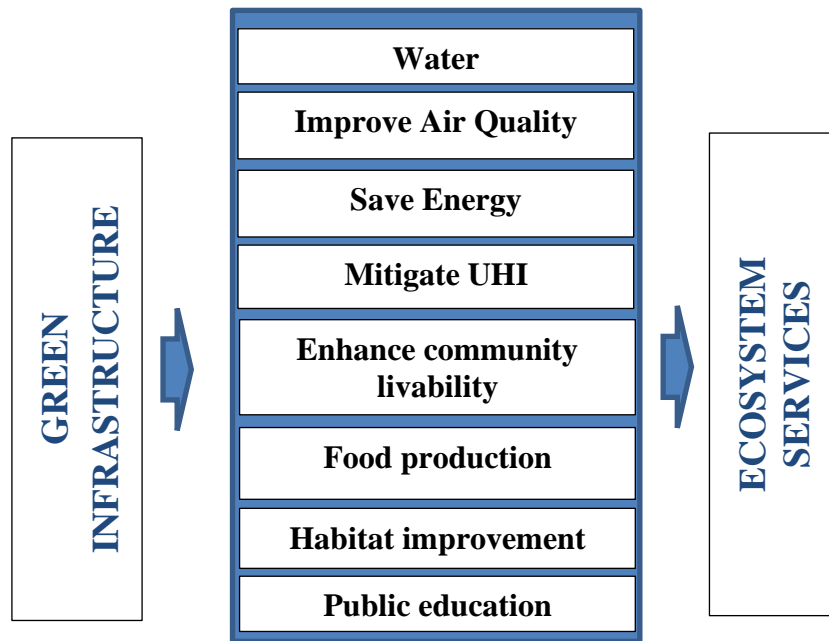 GREEN
INFRASTRUCTURE
Water
Improve Air Quality
Save Energy
Mitigate UHI
Enhance community
livability
Food production
Habitat improvement
Public education
ECOSYSTEM
SERVICES